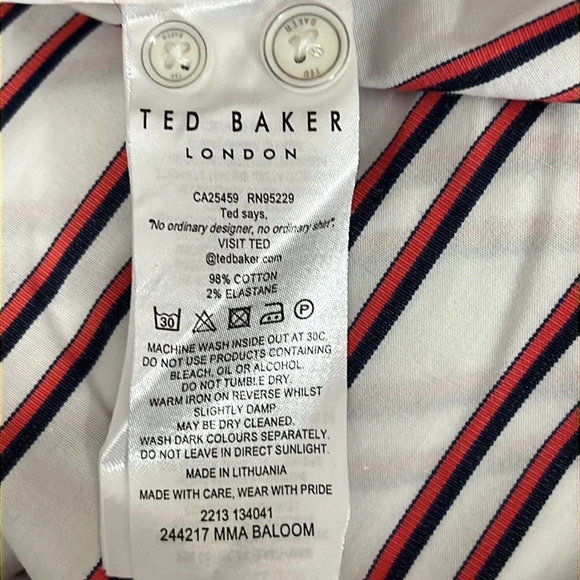 BAKER
TED
BAKER
TED
TED BAKER
LONDON
CA25459 RN95229
Ted says,
"No ordinary designer, no ordinary shirt".
VISIT TED
@tedbaker.com
98% COTTON
2% ELASTANE
30 P
MACHINE WASH INSIDE OUT AT 30C.
DO NOT USE PRODUCTS CONTAINING
BLEACH, OIL OR ALCOHOL.
DO NOT TUMBLE DRY.
WARM IRON ON REVERSE WHILST
SLIGHTLY DAMP.
MAY BE DRY CLEANED.
WASH DARK COLOURS SEPARATELY.
DO NOT LEAVE IN DIRECT SUNLIGHT.
MADE IN LITHUANIA
MADE WITH CARE, WEAR WITH PRIDE
2213 134041
244217 MMA BALOOM